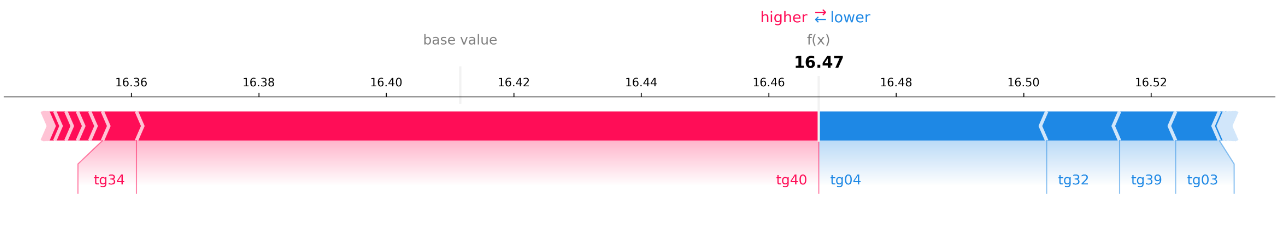 higher ⇄ lower
base value f(x)
16.47
16.36 16.38 16.40 16.42 16.44 16.46 16.48 16.50 16.52
tg34 tg40 tg04 tg32 tg39 tg03